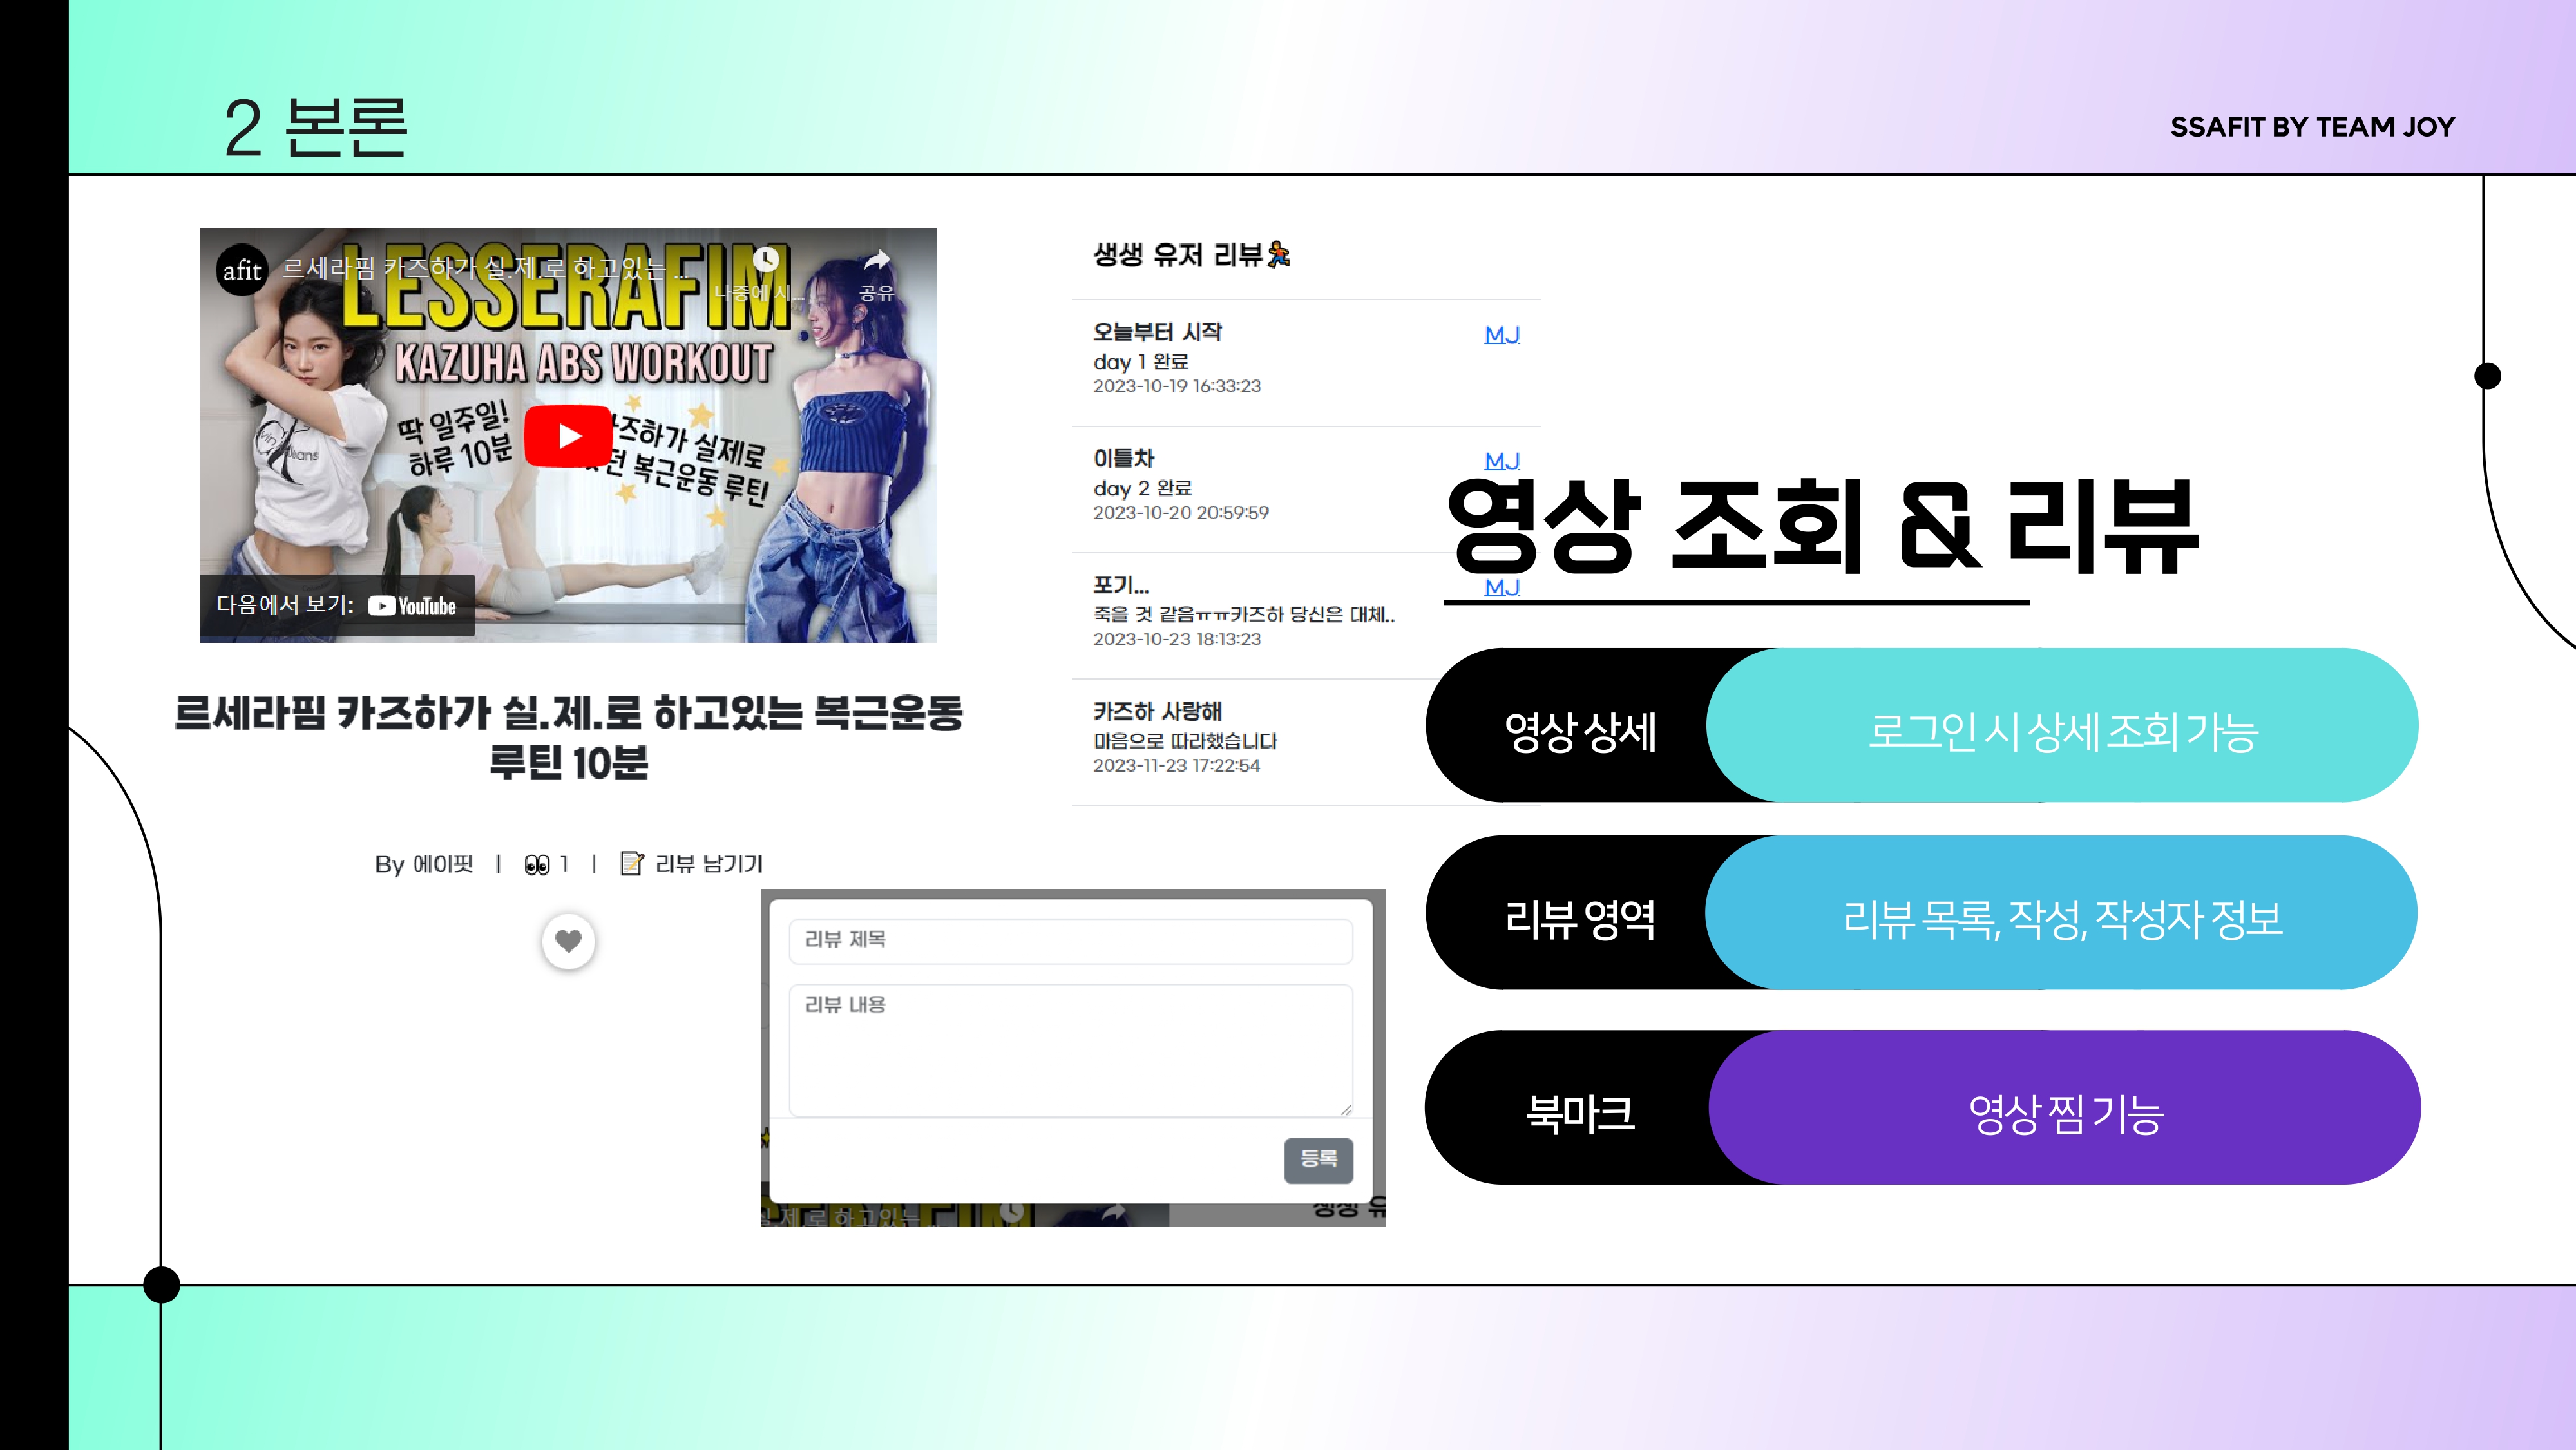 2 본론
SSAFIT BY TEAM JOY
afit
르세라핌 카즈하가 실.제.로 하고있는 ...
나중에 시...
공유
LESSERAFIM
KAZUHA ABS WORKOUT
딱 일주일!
하루 10분
카즈하가 실제로
던 복근운동 루틴
다음에서 보기: YouTube
르세라핌 카즈하가 실.제.로 하고있는 복근운동
루틴 10분
By 에이핏 | 👀 1 | 📝 리뷰 남기기
생생 유저 리뷰🏃
오늘부터 시작 MJ
day 1 완료
2023-10-19 16:33:23
이틀차 MJ
day 2 완료
2023-10-20 20:59:59
포기... MJ
죽을 것 같음ㅠㅠ카즈하 당신은 대체..
2023-10-23 18:13:23
카즈하 사랑해
마음으로 따라했습니다
2023-11-23 17:22:54
리뷰 제목
리뷰 내용
등록
실.제.로 하고있는 ...
생생 유
영상 조회 & 리뷰
영상 상세 로그인 시 상세 조회 가능
리뷰 영역 리뷰 목록, 작성, 작성자 정보
북마크 영상 찜 기능